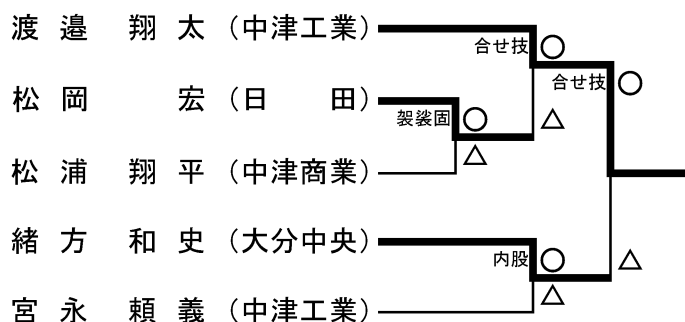 渡邉 翔太（中津工業）
合せ技
合せ技
松岡 宏（日 田）
袈裟固
松浦 翔平（中津商業）
緒方 和史（大分中央）
内股
宮永 頼義（中津工業）